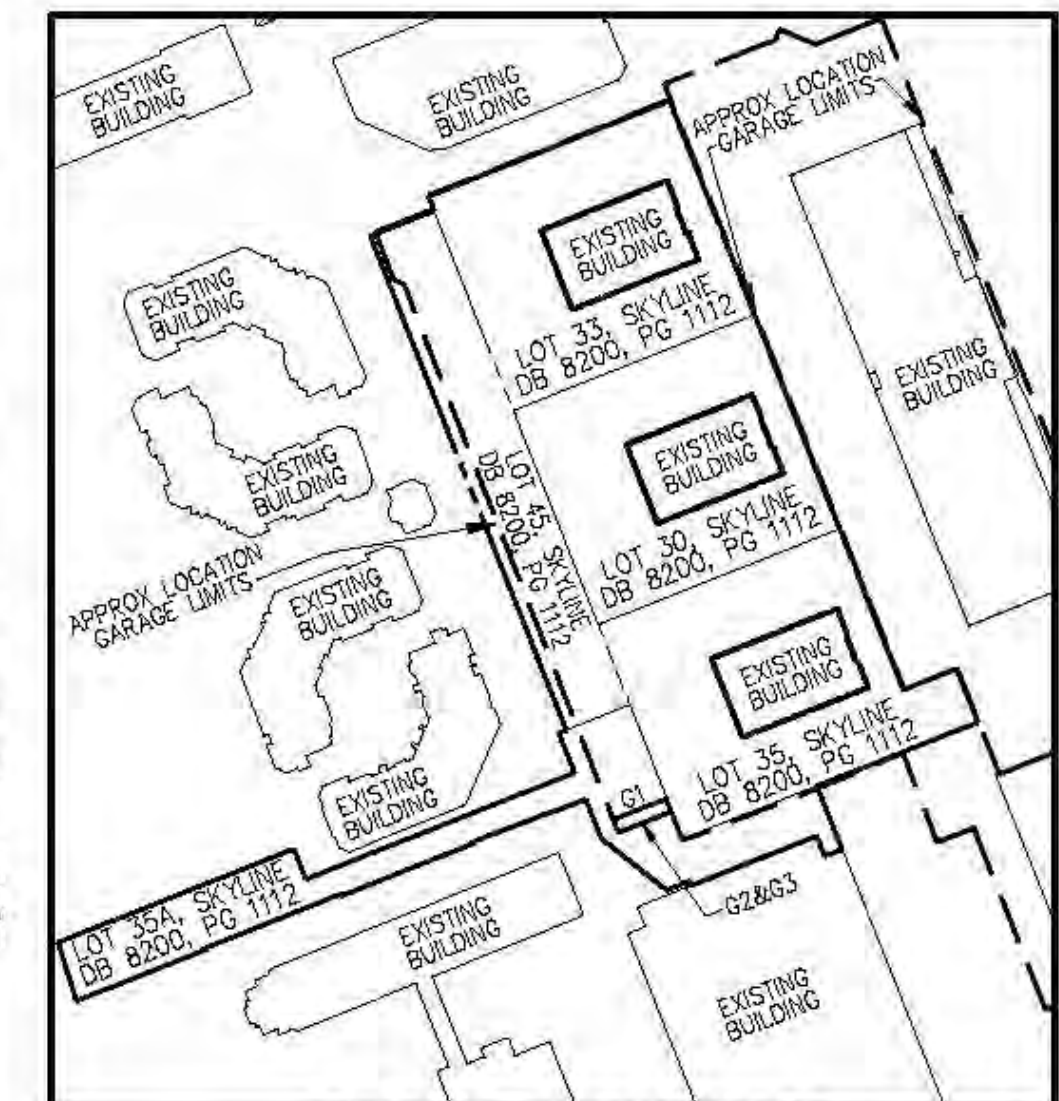 EXISTING
BUILDING
EXISTING
BUILDING
APPROX LOCATION
GARAGE LIMITS
EXISTING
BUILDING
LOT 33, SKYLINE
DB 8200, PG 1112
EXISTING
BUILDING
EXISTING
BUILDING
EXISTING
BUILDING
LOT 30, SKYLINE
DB 8200, PG 1112
EXISTING
BUILDING
LOT 45, SKYLINE
DB 8200, PG 1112
APPROX LOCATION
GARAGE LIMITS
EXISTING
BUILDING
EXISTING
BUILDING
LOT 35, SKYLINE
DB 8200, PG 1112
EXISTING
BUILDING
G1
G2&G3
LOT 35A, SKYLINE
DB 8200, PG 1112
EXISTING
BUILDING
EXISTING
BUILDING